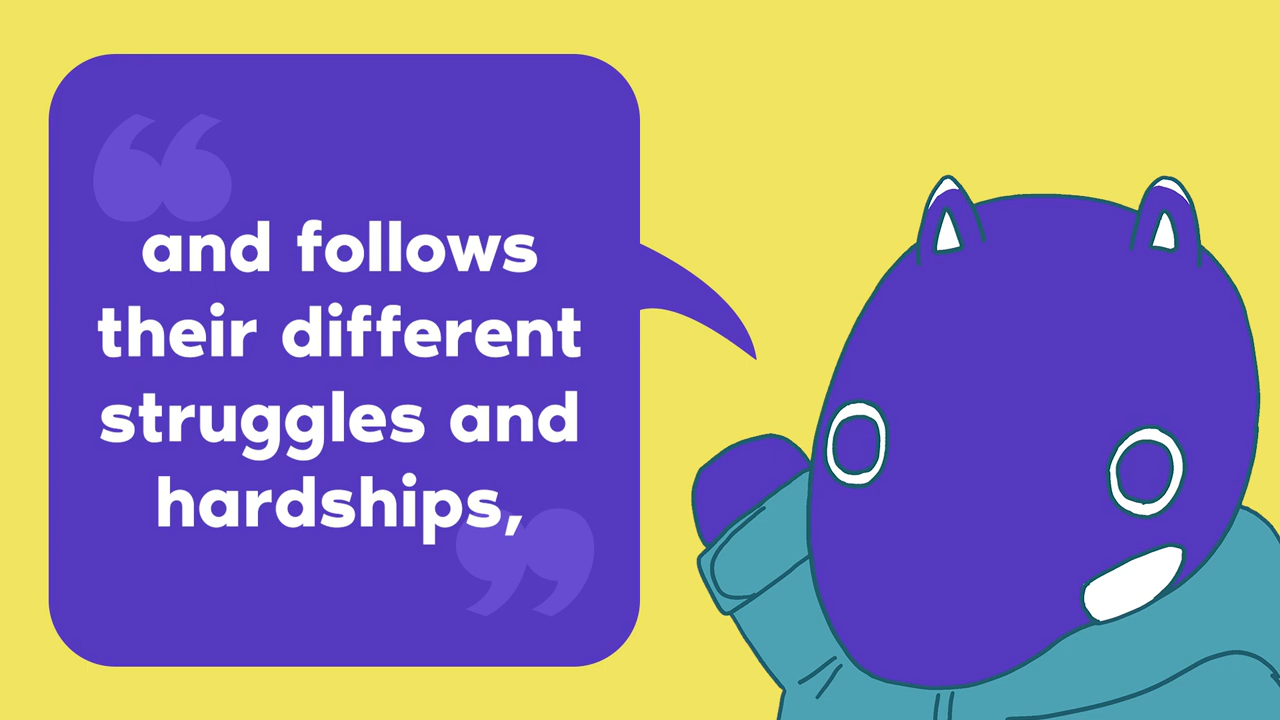 and follows
their different
struggles and
hardships,